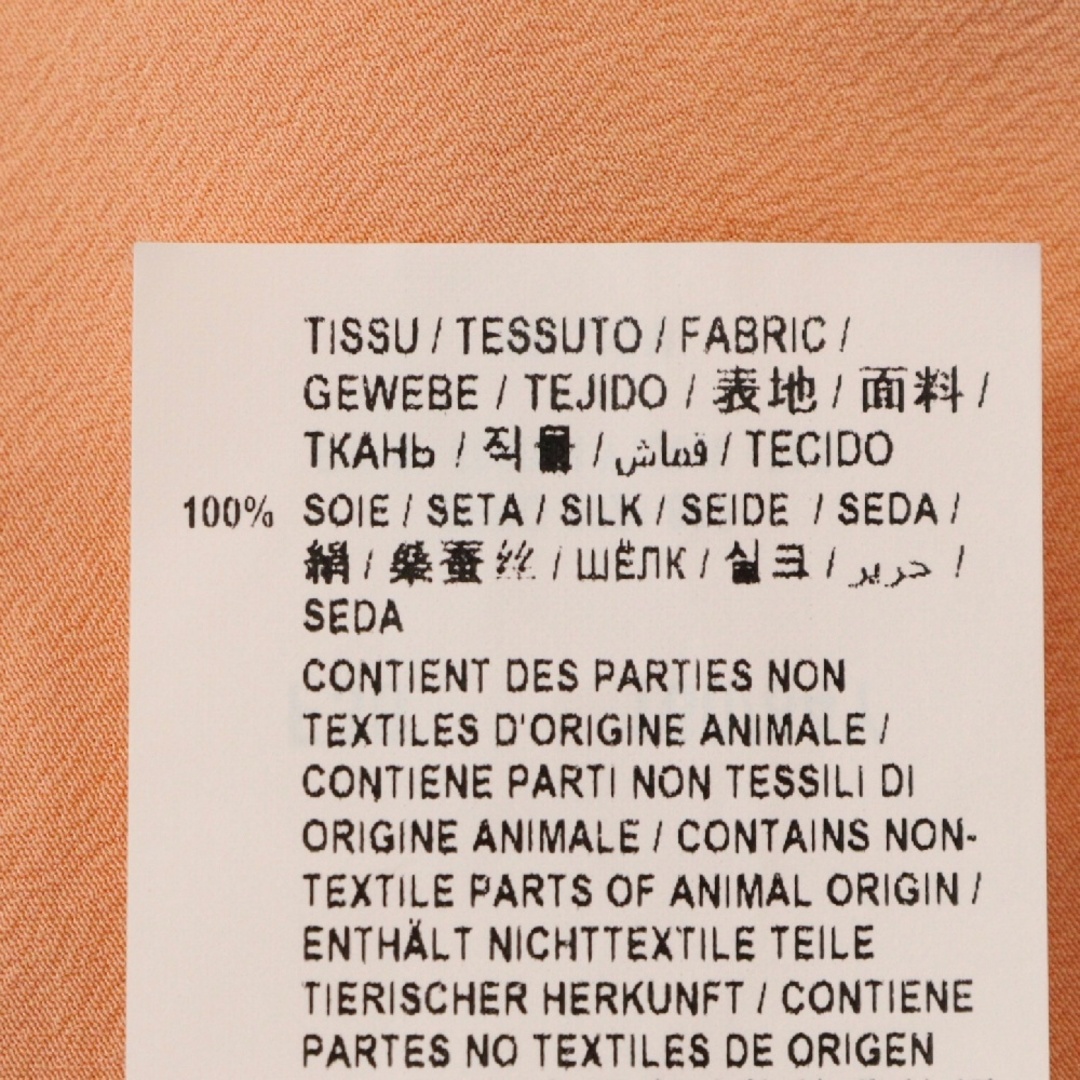 TISSU / TESSUTO / FABRIC /
GEWEBE / TEJIDO / 表地 / 面料 /
ТКАНЬ / 직물 / قماش / TECIDO
100% SOIE / SETA / SILK / SEIDE / SEDA /
絹 / 桑蚕丝 / ШЁЛК / 실크 / حرير /
SEDA
CONTIENT DES PARTIES NON
TEXTILES D'ORIGINE ANIMALE /
CONTIENE PARTI NON TESSILI DI
ORIGINE ANIMALE / CONTAINS NON-
TEXTILE PARTS OF ANIMAL ORIGIN /
ENTHÄLT NICHTTEXTILE TEILE
TIERISCHER HERKUNFT / CONTIENE
PARTES NO TEXTILES DE ORIGEN